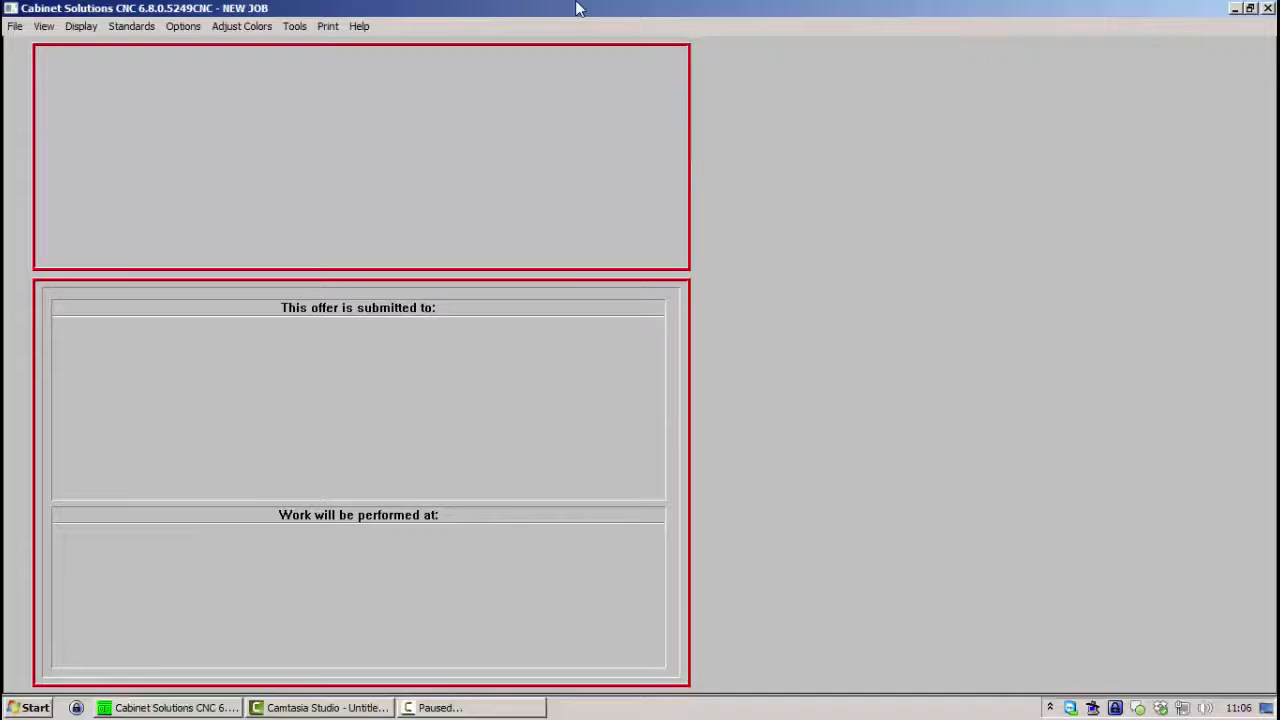 Cabinet Solutions CNC 6.8.0.5249CNC - NEW JOB
File View Display Standards Options Adjust Colors Tools Print Help
This offer is submitted to:
Work will be performed at:
Start Cabinet Solutions CNC 6.... Camtasia Studio - Untitle... Paused... 11:06